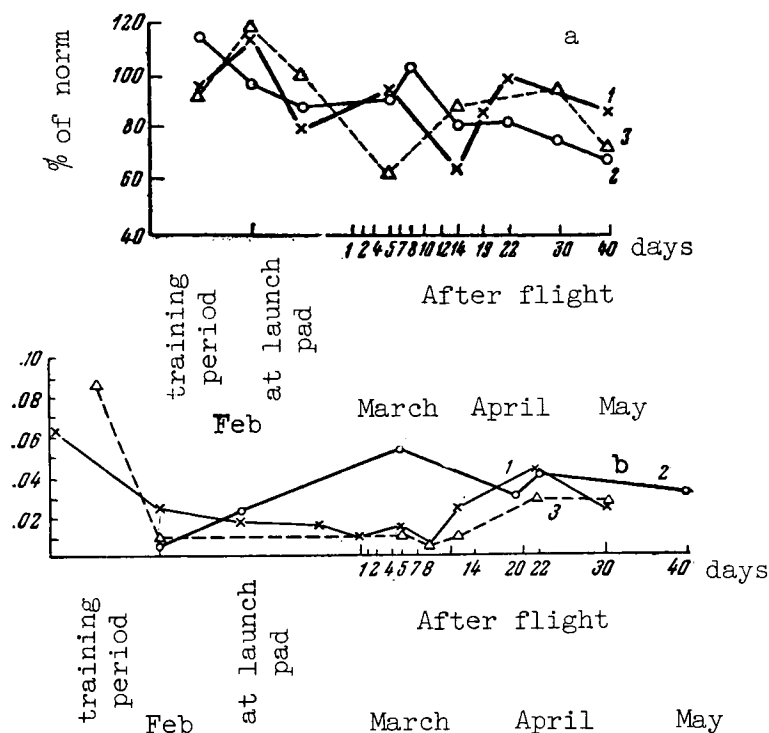 120
a
100
1
80
3
2
60
40
% of norm
1 2 4 5 7 8 10 12 14 19 22 30 40 days
training period
at launch pad
After flight
Feb March April May
.10
.08
.06
.04
.02
1
b
2
3
1 2 4 5 7 8 14 20 22 30 40 days
training period
at launch pad
After flight
Feb March April May